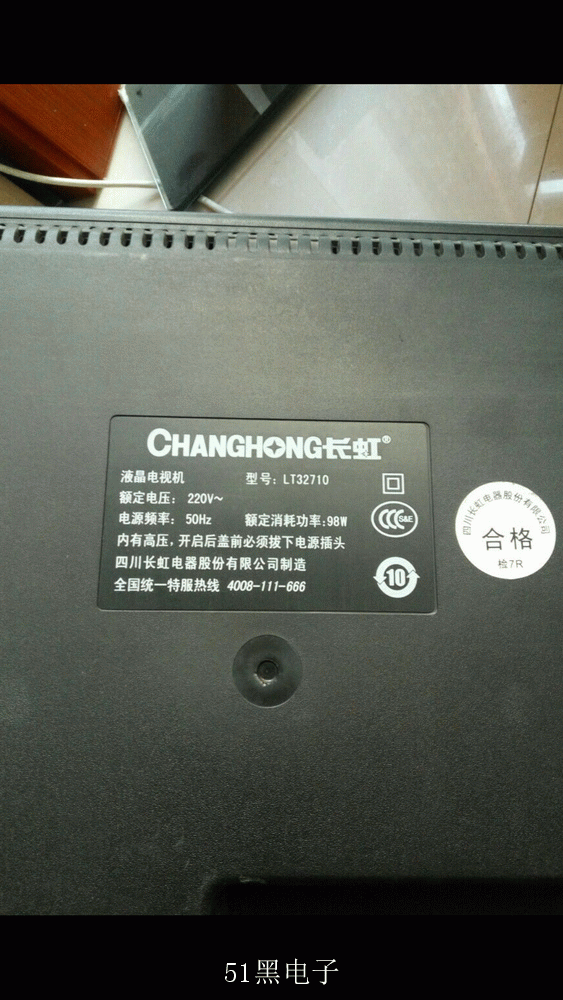 CHANGHONG长虹®
液晶电视机 型号：LT32710
额定电压： 220V～
电源频率： 50Hz 额定消耗功率：98W
内有高压，开启后盖前必须拔下电源插头
四川长虹电器股份有限公司制造
全国统一特服热线 4008-111-666
CCC S&E
10
四川长虹电器股份有限公司
合格
检7R
51黑电子